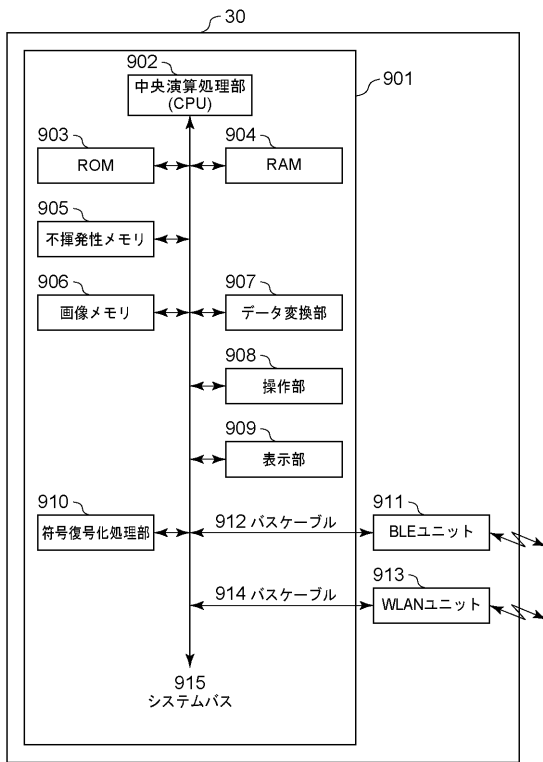 30
902
中央演算処理部
(CPU)
901
903
ROM
904
RAM
905
不揮発性メモリ
906
画像メモリ
907
データ変換部
908
操作部
909
表示部
910
符号復号化処理部
912 バスケーブル
911
BLEユニット
914 バスケーブル
913
WLANユニット
915
システムバス